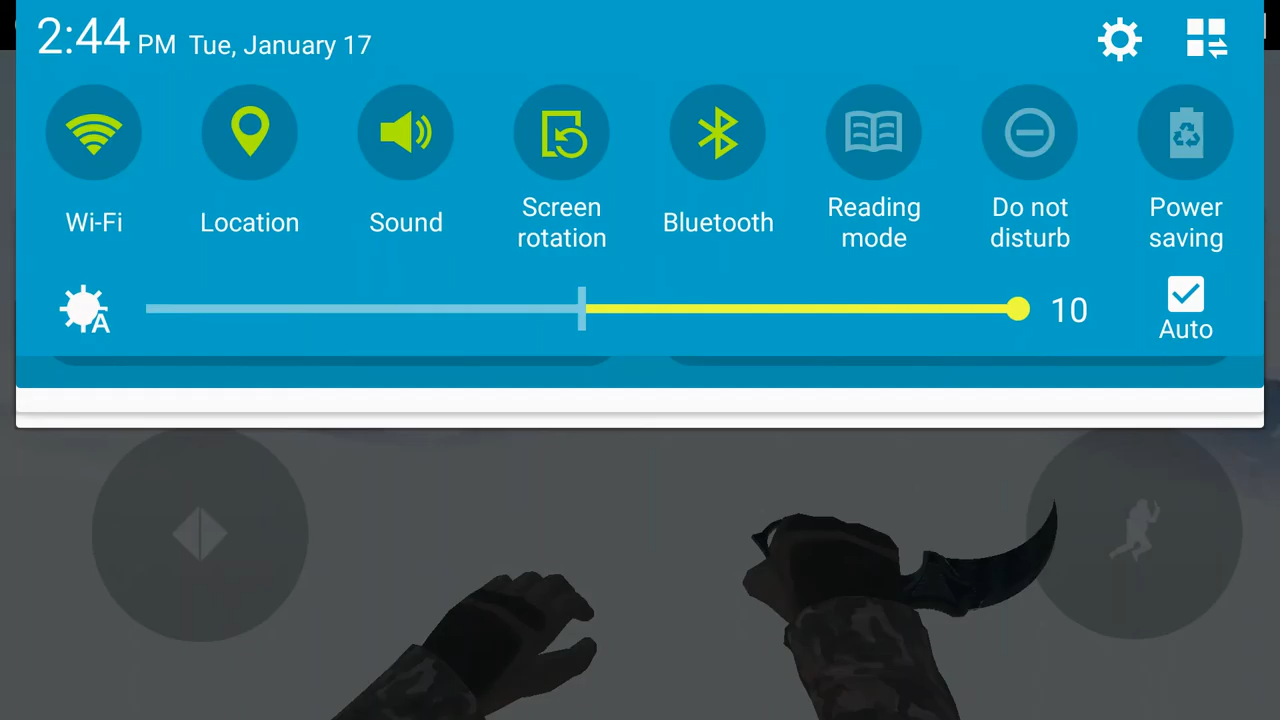 2:44 PM Tue, January 17
Wi-Fi
Location
Sound
Screen
rotation
Bluetooth
Reading
mode
Do not
disturb
Power
saving
A
10
Auto